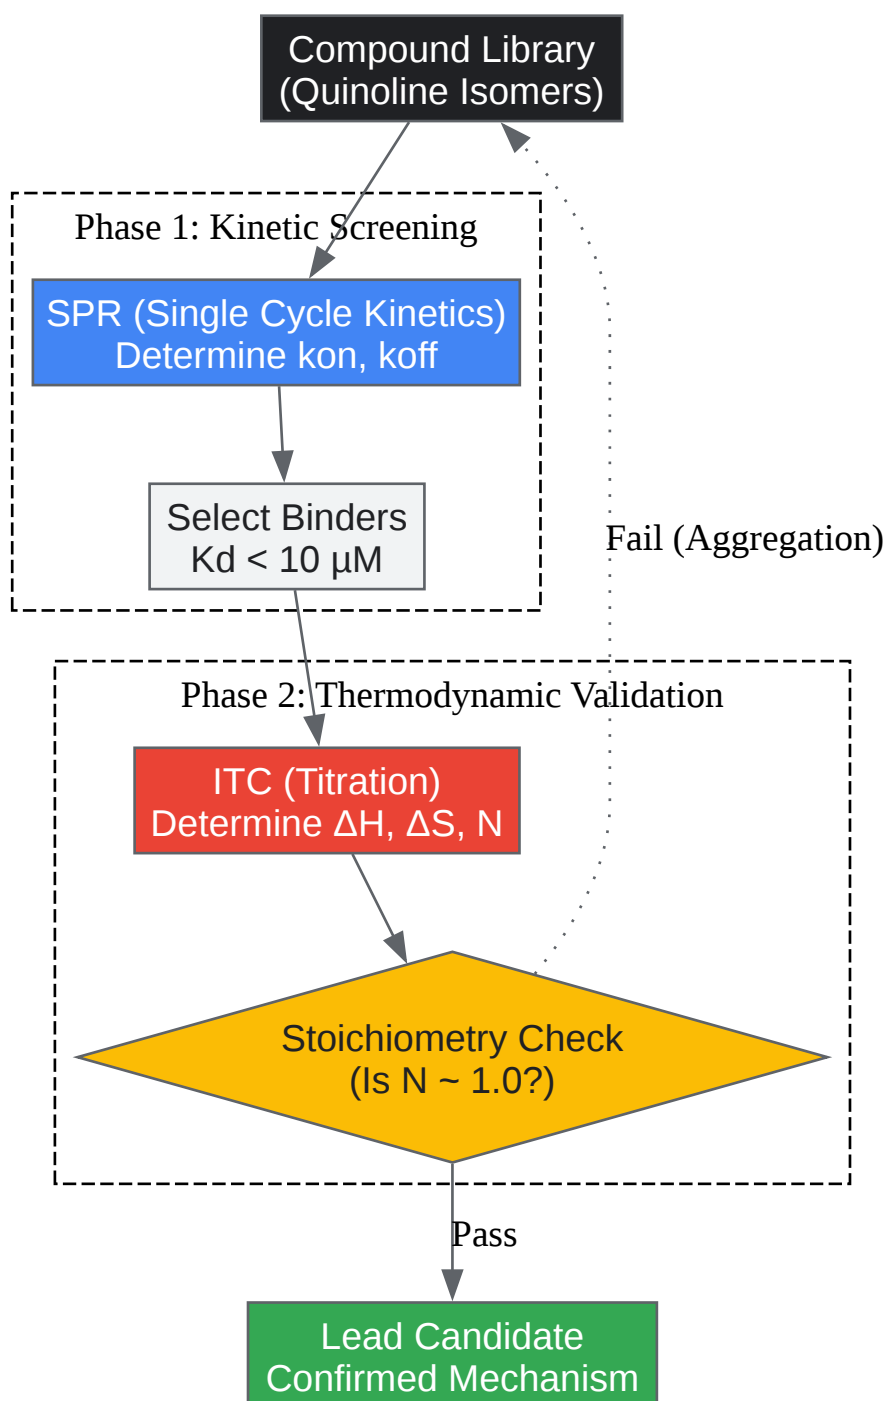 Compound Library
(Quinoline Isomers)
Phase 1: Kinetic Screening
SPR (Single Cycle Kinetics)
Determine kon, koff
Select Binders
Kd < 10 µM
Fail (Aggregation)
Phase 2: Thermodynamic Validation
ITC (Titration)
Determine ΔH, ΔS, N
Stoichiometry Check
(Is N ~ 1.0?)
Pass
Lead Candidate
Confirmed Mechanism